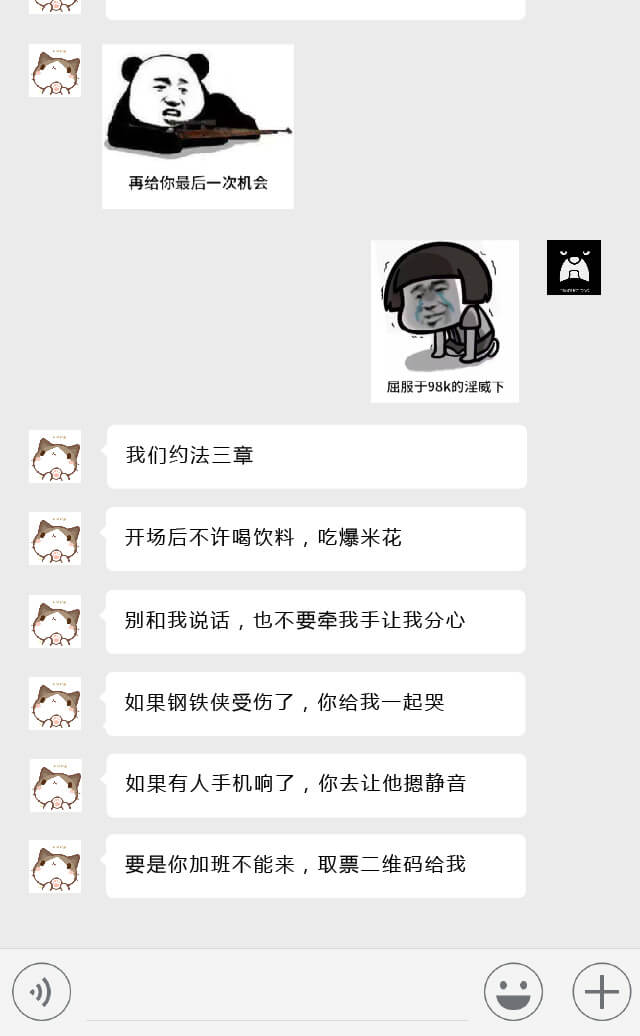 再给你最后一次机会
屈服于98k的淫威下
我们约法三章
开场后不许喝饮料，吃爆米花
别和我说话，也不要牵我手让我分心
如果钢铁侠受伤了，你给我一起哭
如果有人手机响了，你去让他摁静音
要是你加班不能来，取票二维码给我